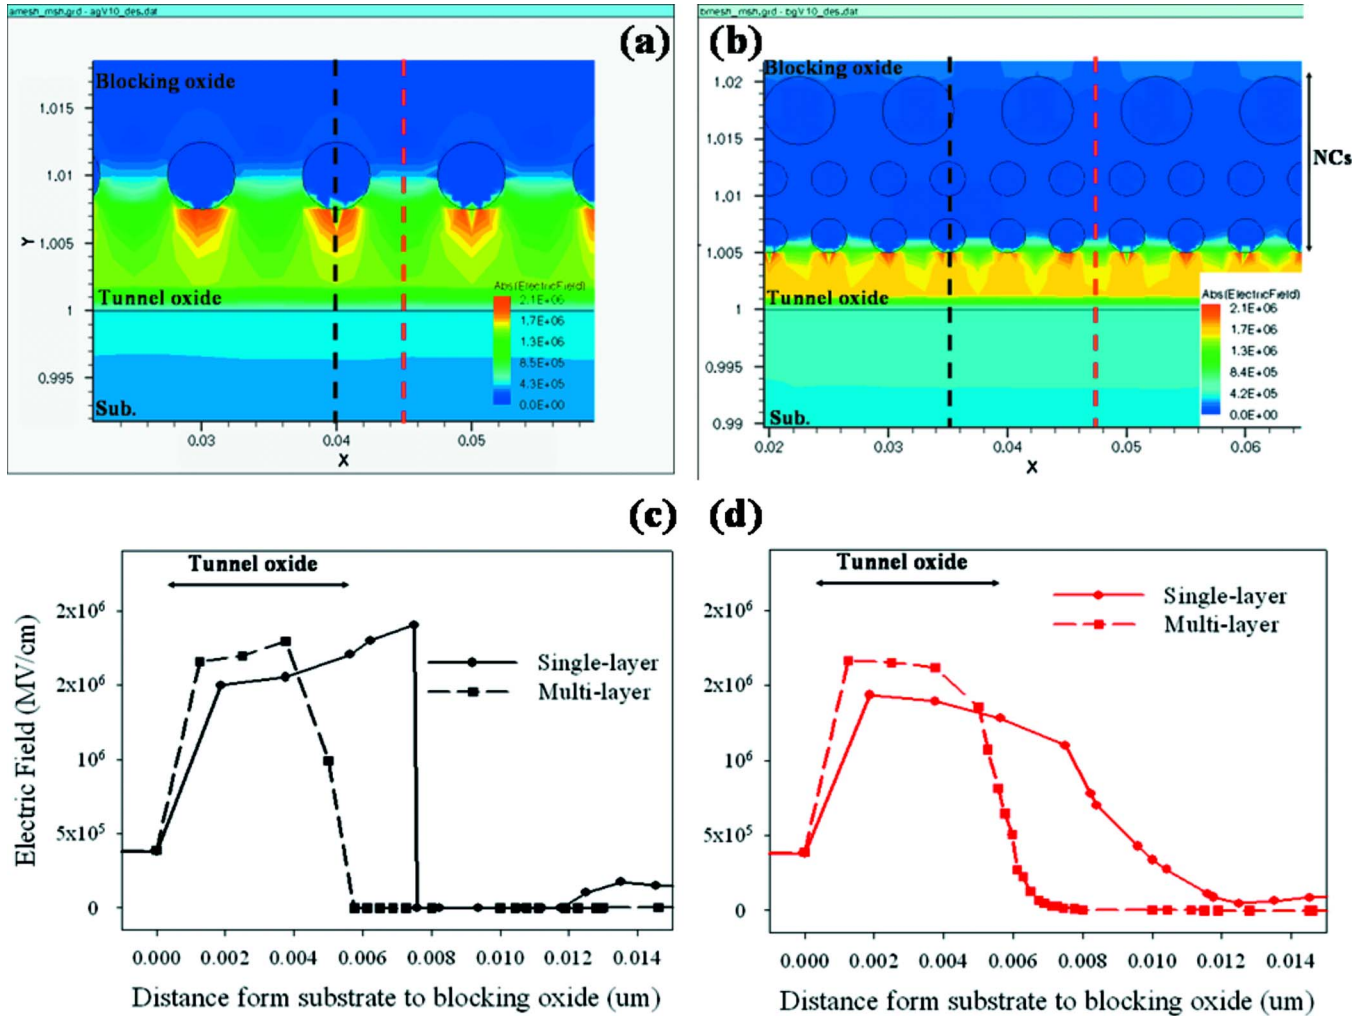 amesh_msh.grd - agV10_des.dat
(a)
Blocking oxide
1.015
1.01
Y
1.005
Tunnel oxide
1
0.995
Sub.
Abs(ElectricField)
2.1E+06
1.7E+06
1.3E+06
8.5E+05
4.3E+05
0.0E+00
0.03
0.04
0.05
X
bmesh_msh.grd - bgV10_des.dat
(b)
1.02
Blocking oxide
1.015
NCs
1.01
1.005
Tunnel oxide
1
0.995
Sub.
0.99
Abs(ElectricField)
2.1E+06
1.7E+06
1.3E+06
8.4E+05
4.2E+05
0.0E+00
0.02
0.03
0.04
0.05
0.06
X
(c)
Tunnel oxide
Electric Field (MV/cm)
2x10⁶
2x10⁶
10⁶
5x10⁵
0
Single-layer
Multi-layer
0.000 0.002 0.004 0.006 0.008 0.010 0.012 0.014
Distance form substrate to blocking oxide (um)
(d)
Tunnel oxide
2x10⁶
2x10⁶
10⁶
5x10⁵
0
Single-layer
Multi-layer
0.000 0.002 0.004 0.006 0.008 0.010 0.012 0.014
Distance form substrate to blocking oxide (um)